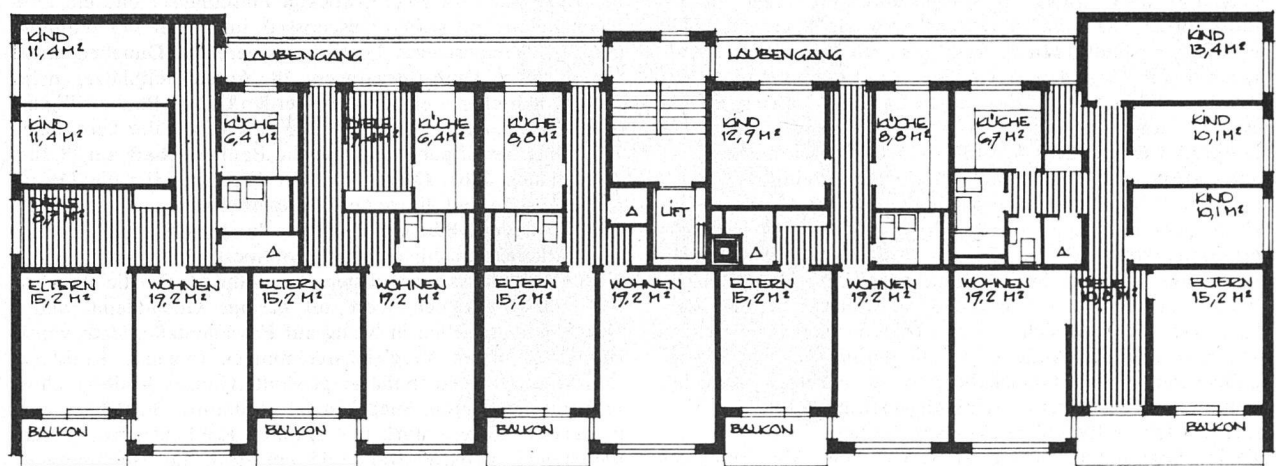 KIND
11,4 M²
LAUBENGANG
LAUBENGANG
KIND
13,4 M²
KIND
11,4 M²
KÜCHE
6,4 M²
DIELE
7,4 M²
KÜCHE
6,4 M²
KÜCHE
8,8 M²
KIND
12,9 M²
KÜCHE
8,8 M²
KÜCHE
6,7 M²
KIND
10,1 M²
DIELE
8,7 M²
LIFT
KIND
10,1 M²
ELTERN
15,2 M²
WOHNEN
19,2 M²
ELTERN
15,2 M²
WOHNEN
19,2 M²
ELTERN
15,2 M²
WOHNEN
19,2 M²
ELTERN
15,2 M²
WOHNEN
19,2 M²
WOHNEN
19,2 M²
DIELE
10,8 M²
ELTERN
15,2 M²
BALKON
BALKON
BALKON
BALKON
BALKON